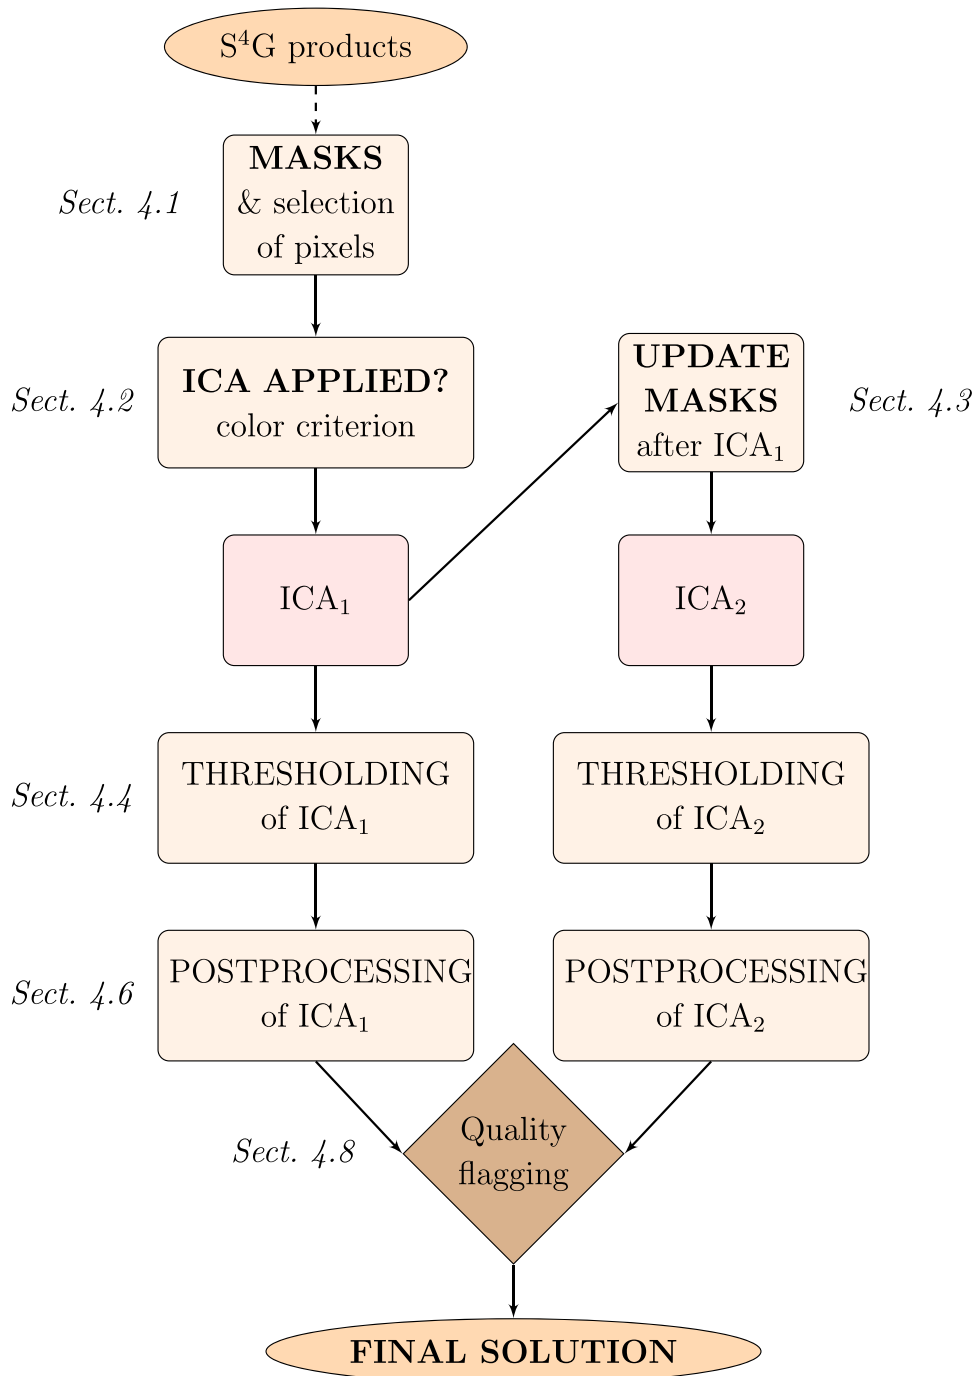 S⁴G products
MASKS
& selection
of pixels
Sect. 4.1
ICA APPLIED?
color criterion
Sect. 4.2
UPDATE
MASKS
after ICA₁
Sect. 4.3
ICA₁
ICA₂
THRESHOLDING
of ICA₁
Sect. 4.4
THRESHOLDING
of ICA₂
POSTPROCESSING
of ICA₁
Sect. 4.6
POSTPROCESSING
of ICA₂
Quality
flagging
Sect. 4.8
FINAL SOLUTION